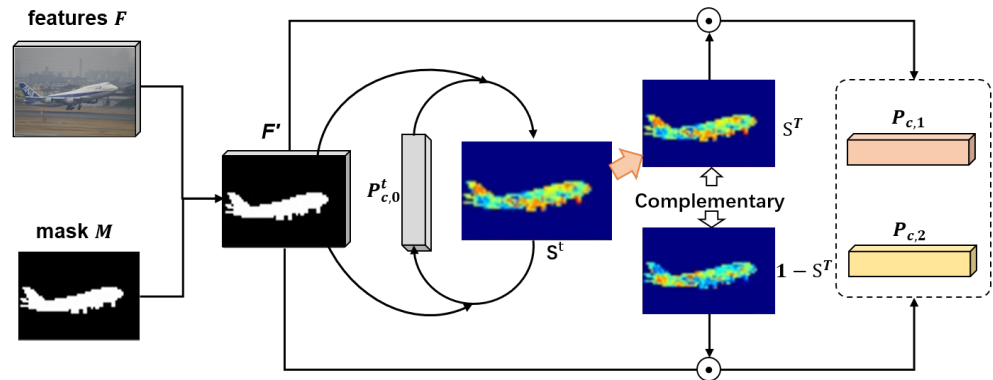 features F
mask M
F'
P^t_{c,0}
S^t
S^T
Complementary
1 − S^T
P_{c,1}
P_{c,2}